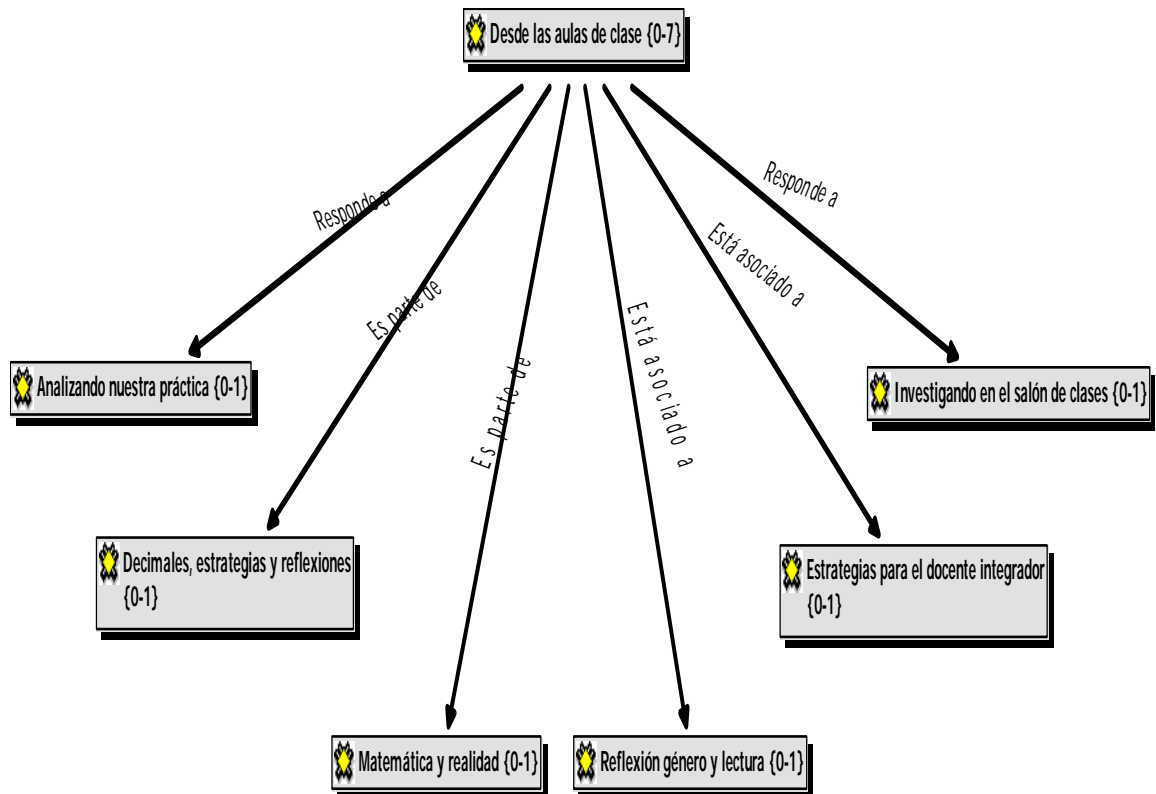 Desde las aulas de clase {0-7}
Responde a
Responde a
Está asociado a
Es parte de
Está asociado a
Es parte de
Analizando nuestra práctica {0-1}
Investigando en el salón de clases {0-1}
Decimales, estrategias y reflexiones
{0-1}
Estrategias para el docente integrador
{0-1}
Matemática y realidad {0-1}
Reflexión género y lectura {0-1}